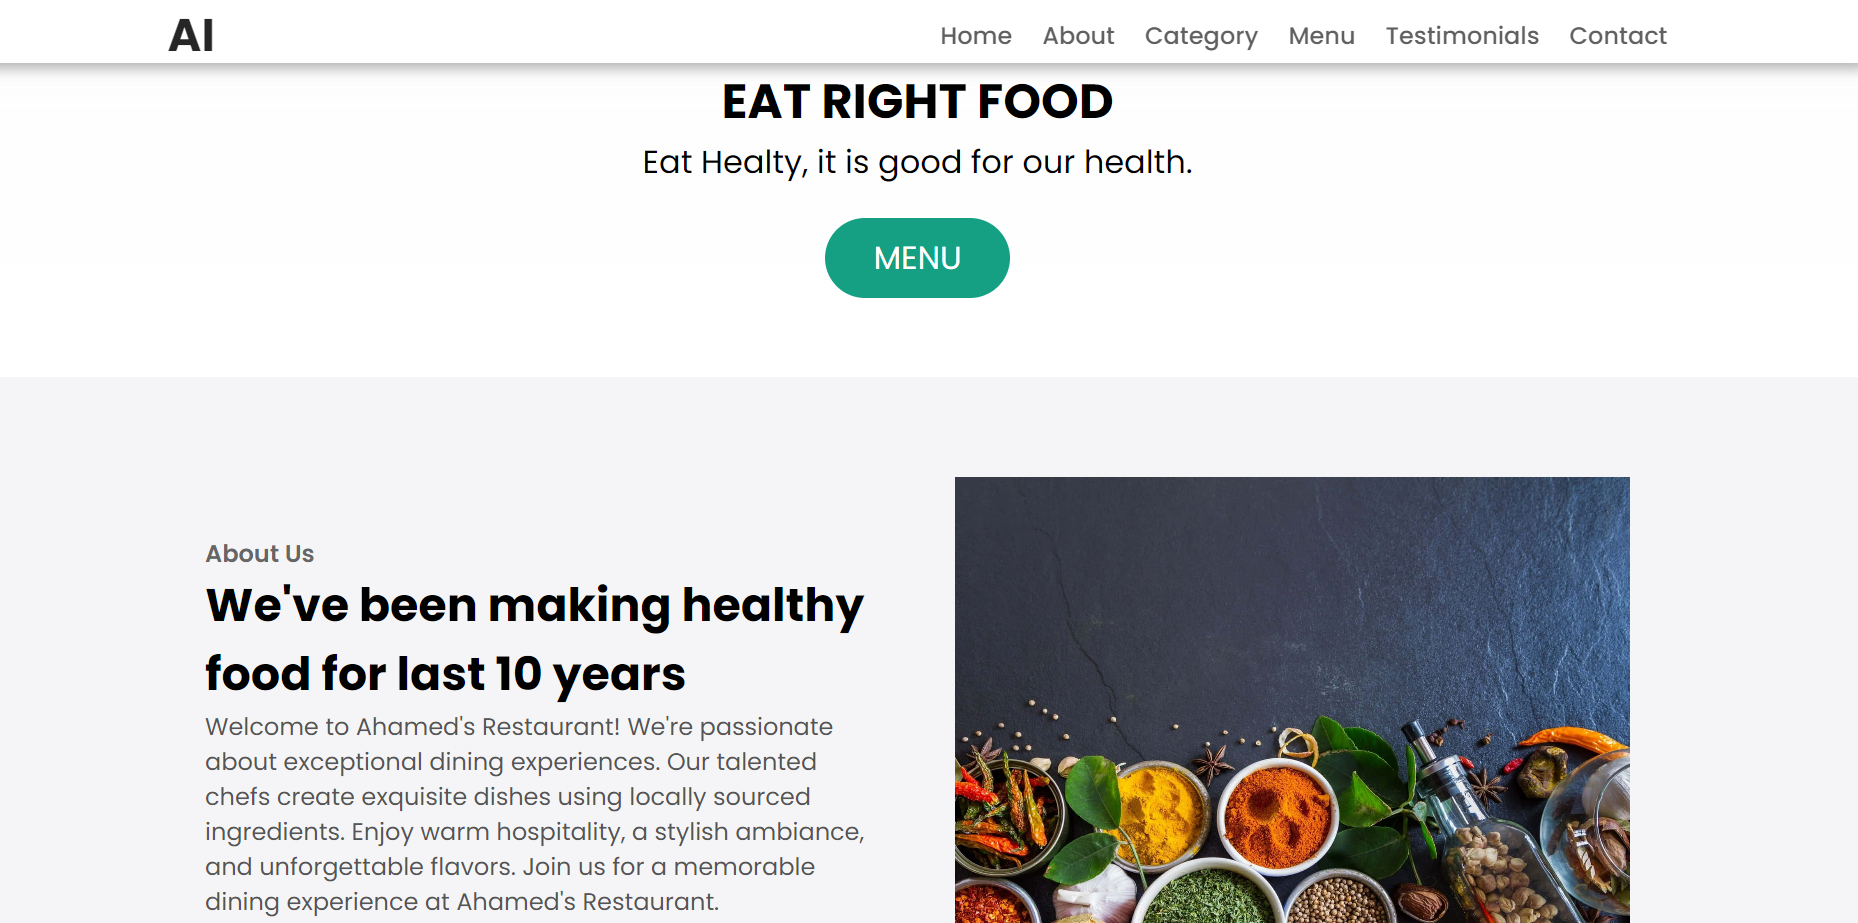 AI
Home About Category Menu Testimonials Contact
EAT RIGHT FOOD
Eat Healty, it is good for our health.
MENU
About Us
We've been making healthy
food for last 10 years
Welcome to Ahamed's Restaurant! We're passionate
about exceptional dining experiences. Our talented
chefs create exquisite dishes using locally sourced
ingredients. Enjoy warm hospitality, a stylish ambiance,
and unforgettable flavors. Join us for a memorable
dining experience at Ahamed's Restaurant.